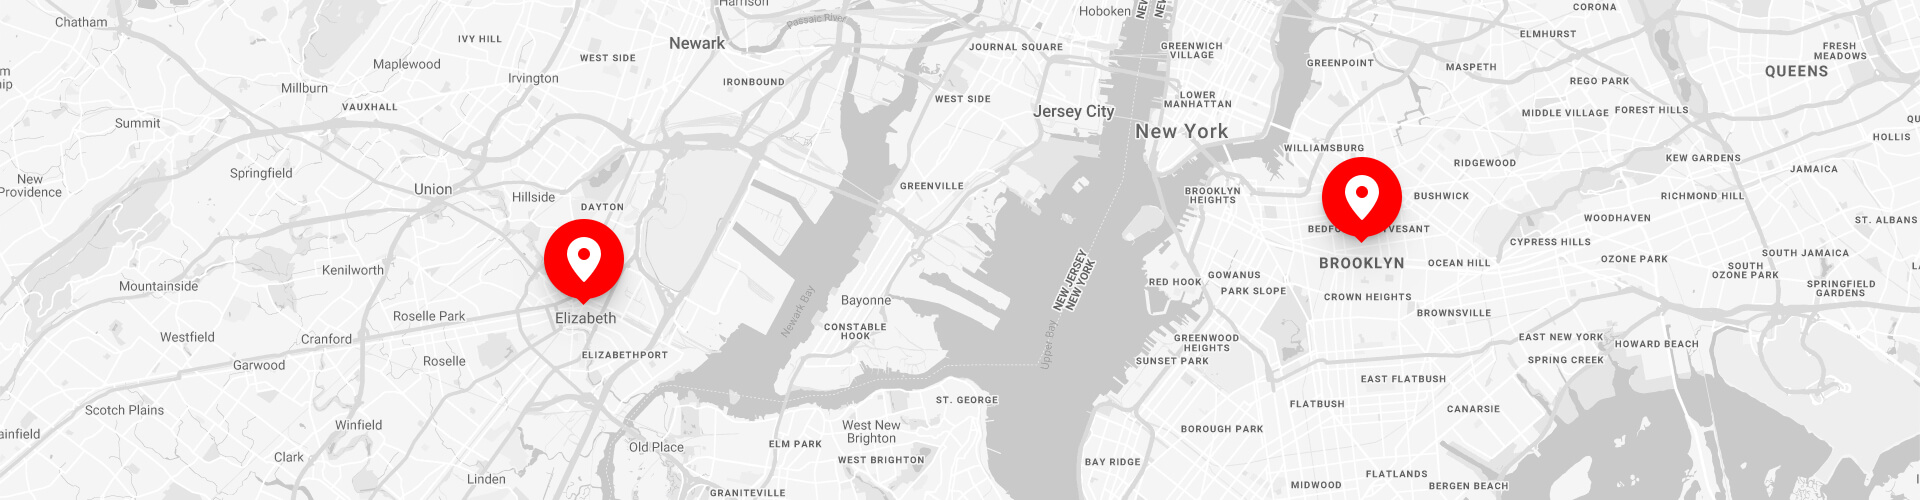 Chatham
Harrison
Hoboken
NEW
NEW
CORONA
IVY HILL
Newark
Passaic River
JOURNAL SQUARE
GREENWICH
VILLAGE
ELMHURST
FRESH
MEADOWS
Maplewood
WEST SIDE
GREENPOINT
MASPETH
QUEENS
Irvington
IRONBOUND
REGO PARK
Millburn
VAUXHALL
WEST SIDE
Jersey City
LOWER
MANHATTAN
MIDDLE VILLAGE
FOREST HILLS
Summit
New York
HOLLIS
WILLIAMSBURG
RIDGEWOOD
KEW GARDENS
JAMAICA
Springfield
New
Providence
Union
Hillside
GREENVILLE
BROOKLYN
HEIGHTS
BUSHWICK
RICHMOND HILL
DAYTON
WOODHAVEN
ST. ALBANS
CYPRESS HILLS
SOUTH JAMAICA
Kenilworth
NEW JERSEY
NEW YORK
BROOKLYN
OCEAN HILL
OZONE PARK
SOUTH
OZONE PARK
Mountainside
RED HOOK
GOWANUS
PARK SLOPE
CROWN HEIGHTS
SPRINGFIELD
GARDENS
Newark Bay
Bayonne
Roselle Park
Elizabeth
BROWNSVILLE
Westfield
Cranford
CONSTABLE
HOOK
Upper Bay
GREENWOOD
HEIGHTS
EAST NEW YORK
HOWARD BEACH
Garwood
Roselle
ELIZABETHPORT
SUNSET PARK
SPRING CREEK
EAST FLATBUSH
Scotch Plains
ST. GEORGE
FLATBUSH
CANARSIE
Winfield
West New
Brighton
BOROUGH PARK
ainfield
Clark
Old Place
ELM PARK
WEST BRIGHTON
BAY RIDGE
Linden
GRANITEVILLE
FLATLANDS
MIDWOOD
BERGEN BEACH